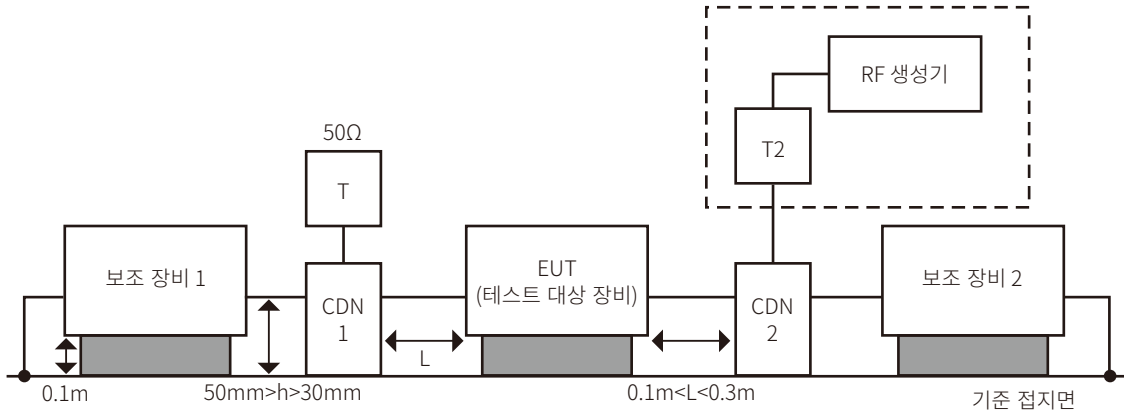 RF 생성기
50Ω
T2
T
보조 장비 1
EUT
(테스트 대상 장비)
보조 장비 2
CDN
1
CDN
2
L
0.1m
50mm>h>30mm
0.1m<L<0.3m
기준 접지면